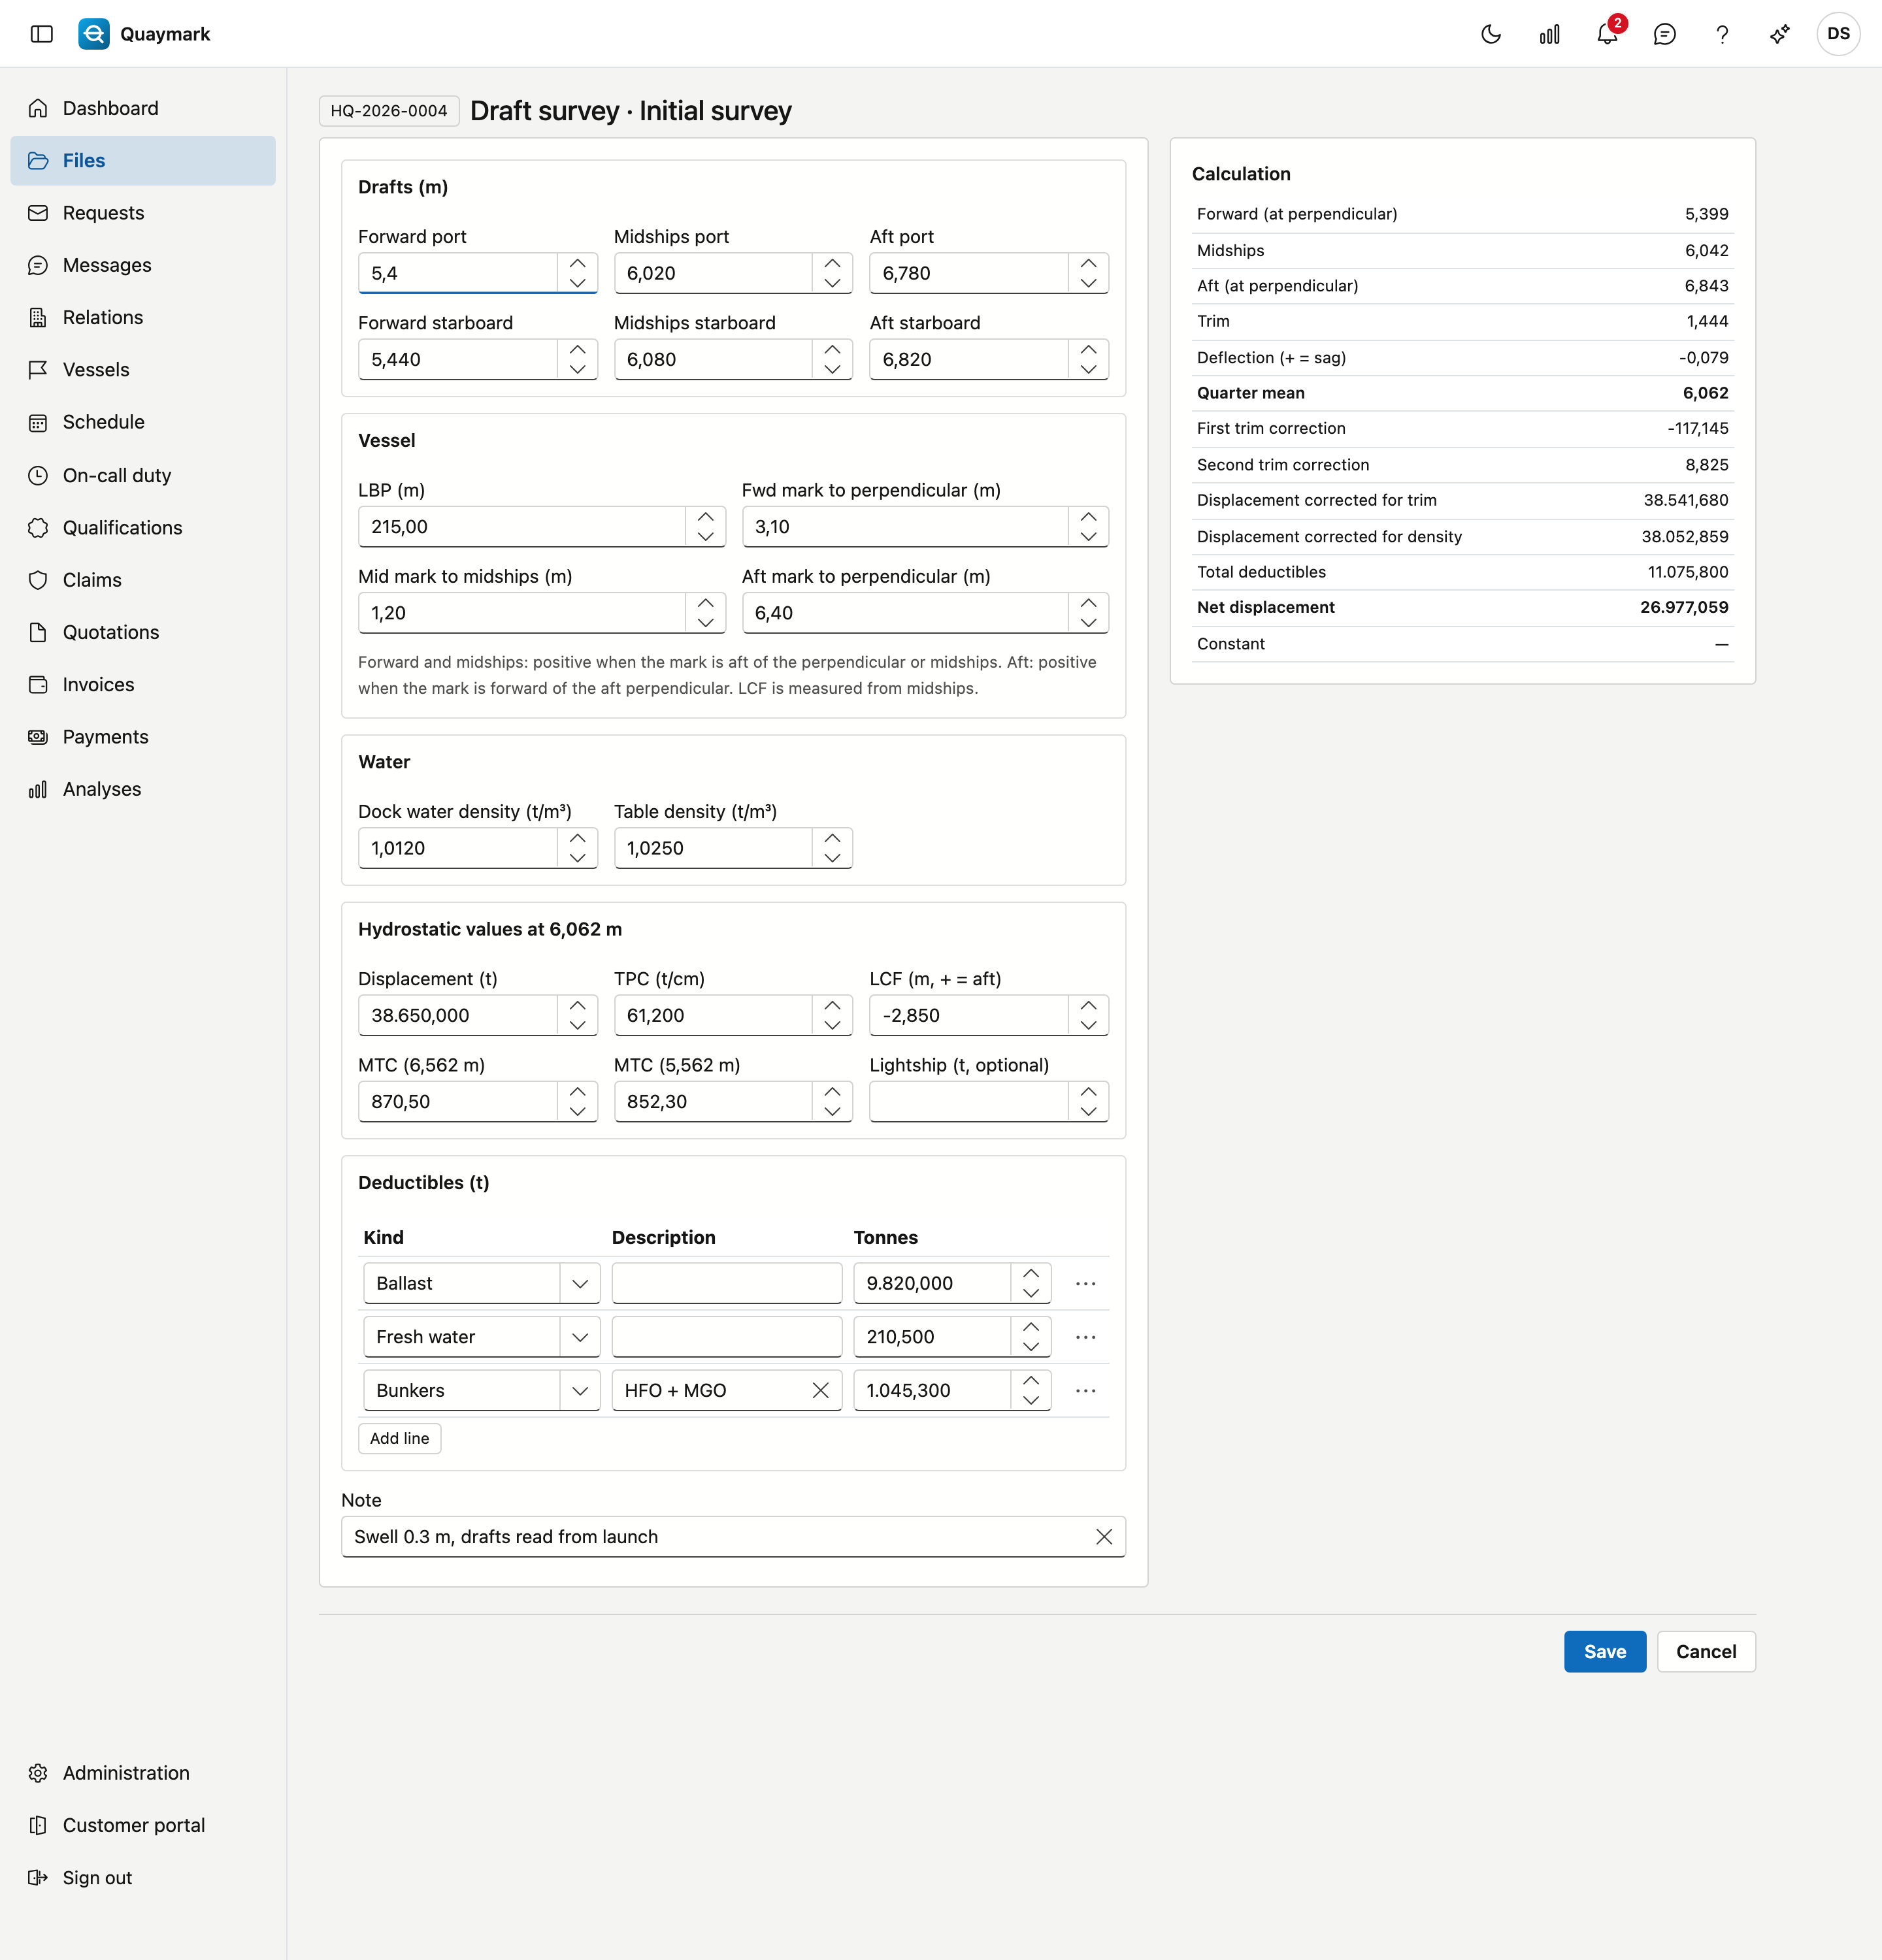 Quaymark
2
DS
Dashboard
Files
Requests
Messages
Relations
Vessels
Schedule
On-call duty
Qualifications
Claims
Quotations
Invoices
Payments
Analyses
Administration
Customer portal
Sign out
HQ-2026-0004 Draft survey · Initial survey
Drafts (m)
Forward port Midships port Aft port
5,4 6,020 6,780
Forward starboard Midships starboard Aft starboard
5,440 6,080 6,820
Vessel
LBP (m) Fwd mark to perpendicular (m)
215,00 3,10
Mid mark to midships (m) Aft mark to perpendicular (m)
1,20 6,40
Forward and midships: positive when the mark is aft of the perpendicular or midships. Aft: positive
when the mark is forward of the aft perpendicular. LCF is measured from midships.
Water
Dock water density (t/m³) Table density (t/m³)
1,0120 1,0250
Hydrostatic values at 6,062 m
Displacement (t) TPC (t/cm) LCF (m, + = aft)
38.650,000 61,200 -2,850
MTC (6,562 m) MTC (5,562 m) Lightship (t, optional)
870,50 852,30
Deductibles (t)
Kind Description Tonnes
Ballast 9.820,000
Fresh water 210,500
Bunkers HFO + MGO 1.045,300
Add line
Note
Swell 0.3 m, drafts read from launch
Calculation
Forward (at perpendicular) 5,399
Midships 6,042
Aft (at perpendicular) 6,843
Trim 1,444
Deflection (+ = sag) -0,079
Quarter mean 6,062
First trim correction -117,145
Second trim correction 8,825
Displacement corrected for trim 38.541,680
Displacement corrected for density 38.052,859
Total deductibles 11.075,800
Net displacement 26.977,059
Constant —
Save Cancel